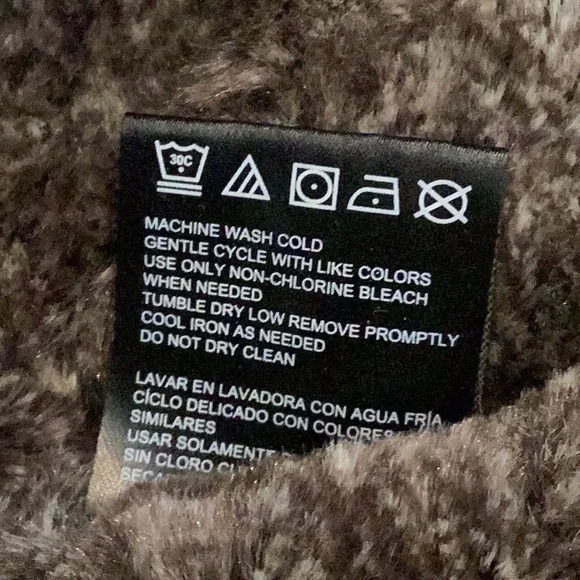 30C
MACHINE WASH COLD
GENTLE CYCLE WITH LIKE COLORS
USE ONLY NON-CHLORINE BLEACH
WHEN NEEDED
TUMBLE DRY LOW REMOVE PROMPTLY
COOL IRON AS NEEDED
DO NOT DRY CLEAN
LAVAR EN LAVADORA CON AGUA FRÍA
CÍCLO DELICADO CON COLORES
SIMILARES
USAR SOLAMENTE
SIN CLORO